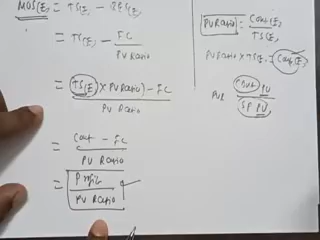 MOS(₹) = TS(₹) - BES(₹)
= TS(₹) - FC / PV Ratio
= (TS(₹) × PV Ratio) - FC / PV Ratio
= Cont - FC / PV Ratio
= Profit / PV Ratio
PV Ratio = Cont(₹) / TS(₹)
PV Ratio × TS(₹) = Cont(₹)
PVR = Cont PU / SP PU